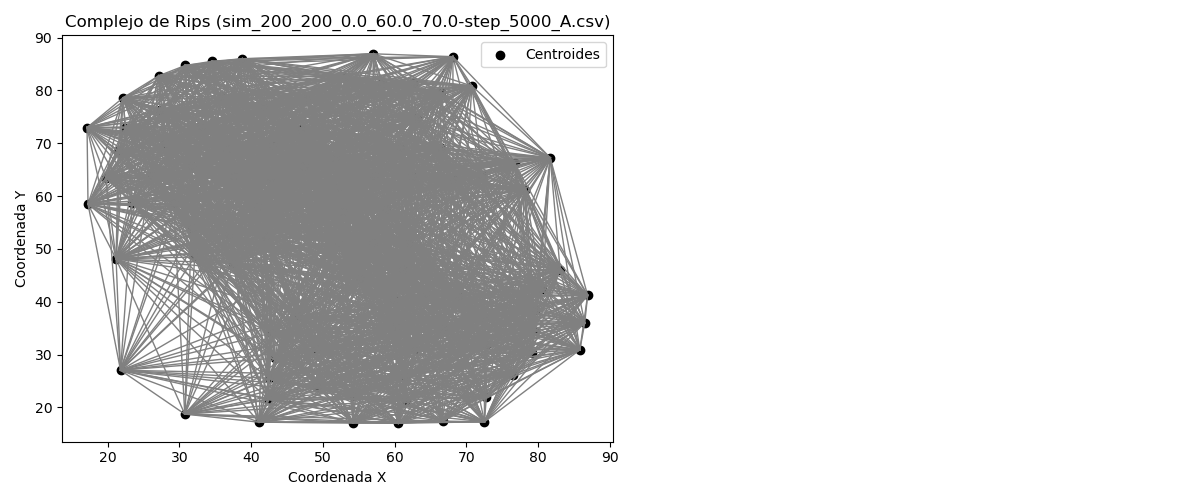 Complejo de Rips (sim_200_200_0.0_60.0_70.0-step_5000_A.csv)
Centroides
90
80
70
60
50
40
30
20
Coordenada Y
20 30 40 50 60 70 80 90
Coordenada X